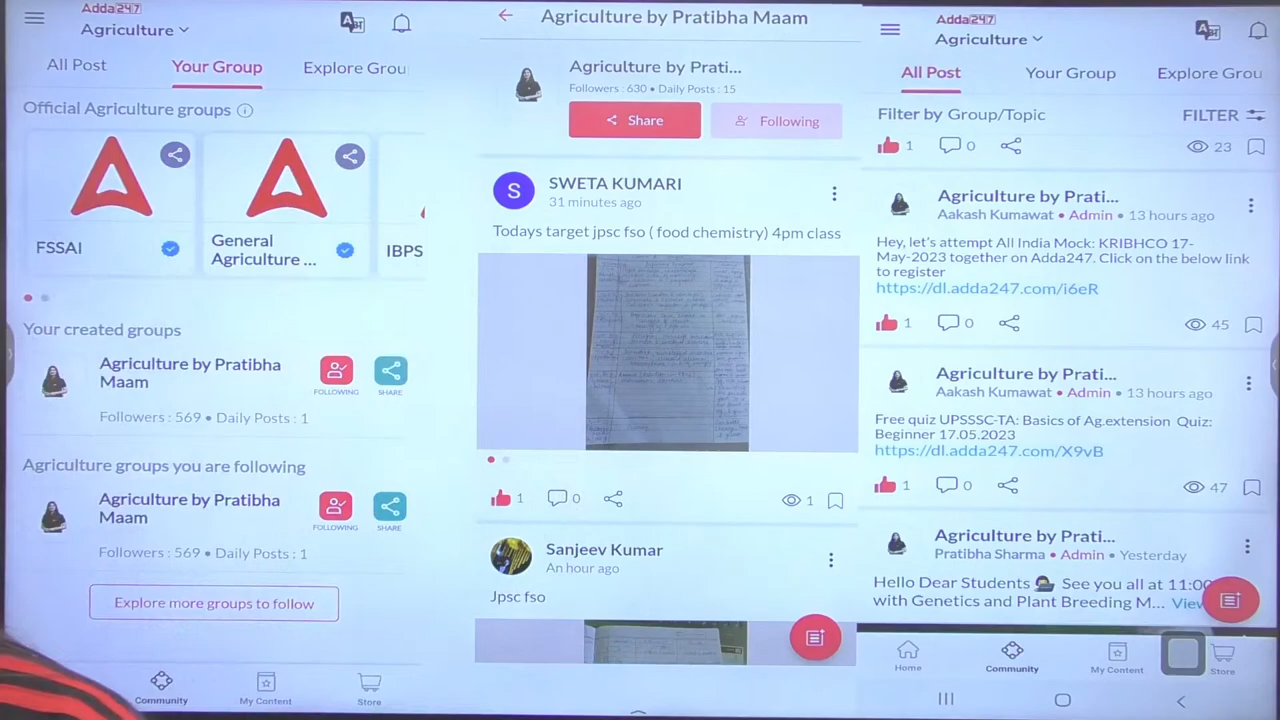 Adda247
Agriculture
All Post
Your Group
Explore Grou
Official Agriculture groups
FSSAI
General
Agriculture ...
IBPS
Your created groups
Agriculture by Pratibha
Maam
FOLLOWING
SHARE
Followers : 569 • Daily Posts : 1
Agriculture groups you are following
Agriculture by Pratibha
Maam
FOLLOWING
SHARE
Followers : 569 • Daily Posts : 1
Explore more groups to follow
Community
My Content
Store
Agriculture by Pratibha Maam
Agriculture by Prati...
Followers : 630 • Daily Posts : 15
Share
Following
S
SWETA KUMARI
31 minutes ago
Todays target jpsc fso ( food chemistry) 4pm class
1
0
1
Sanjeev Kumar
An hour ago
Jpsc fso
Adda247
Agriculture
All Post
Your Group
Explore Grou
Filter by Group/Topic
FILTER
1
0
23
Agriculture by Prati...
Aakash Kumawat • Admin • 13 hours ago
Hey, let's attempt All India Mock: KRIBHCO 17-
May-2023 together on Adda247. Click on the below link
to register
https://dl.adda247.com/i6eR
1
0
45
Agriculture by Prati...
Aakash Kumawat • Admin • 13 hours ago
Free quiz UPSSSC-TA: Basics of Ag.extension Quiz:
Beginner 17.05.2023
https://dl.adda247.com/X9vB
1
0
47
Agriculture by Prati...
Pratibha Sharma • Admin • Yesterday
Hello Dear Students See you all at 11:00
with Genetics and Plant Breeding M... View
Home
Community
My Content
Store